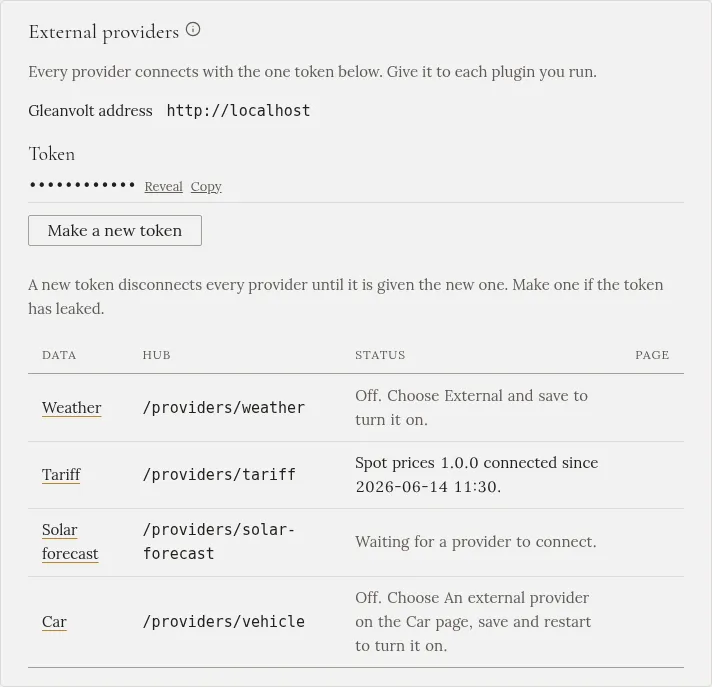 External providers
Every provider connects with the one token below. Give it to each plugin you run.
Gleanvolt address http://localhost
Token
•••••••••••• Reveal Copy
Make a new token
A new token disconnects every provider until it is given the new one. Make one if the token
has leaked.
DATA HUB STATUS PAGE
Weather /providers/weather Off. Choose External and save to
turn it on.
Tariff /providers/tariff Spot prices 1.0.0 connected since
2026-06-14 11:30.
Solar
forecast
/providers/solar-
forecast
Waiting for a provider to connect.
Car /providers/vehicle Off. Choose An external provider
on the Car page, save and restart
to turn it on.